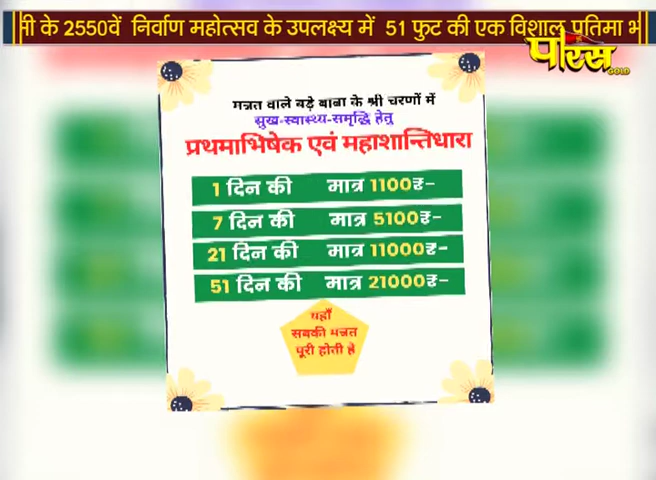 मी के 2550वें निर्वाण महोत्सव के उपलक्ष्य में 51 फुट की एक विशाल प्रतिमा भ
पारस
GOLD
मन्नत वाले बड़े बाबा के श्री चरणों में
सुख-स्वास्थ्य-समृद्धि हेतु
प्रथमाभिषेक एवं महाशान्तिधारा
1 दिन की मात्र 1100₹-
7 दिन की मात्र 5100₹-
21 दिन की मात्र 11000₹-
51 दिन की मात्र 21000₹-
यहाँ
सबकी मन्नत
पूरी होती है